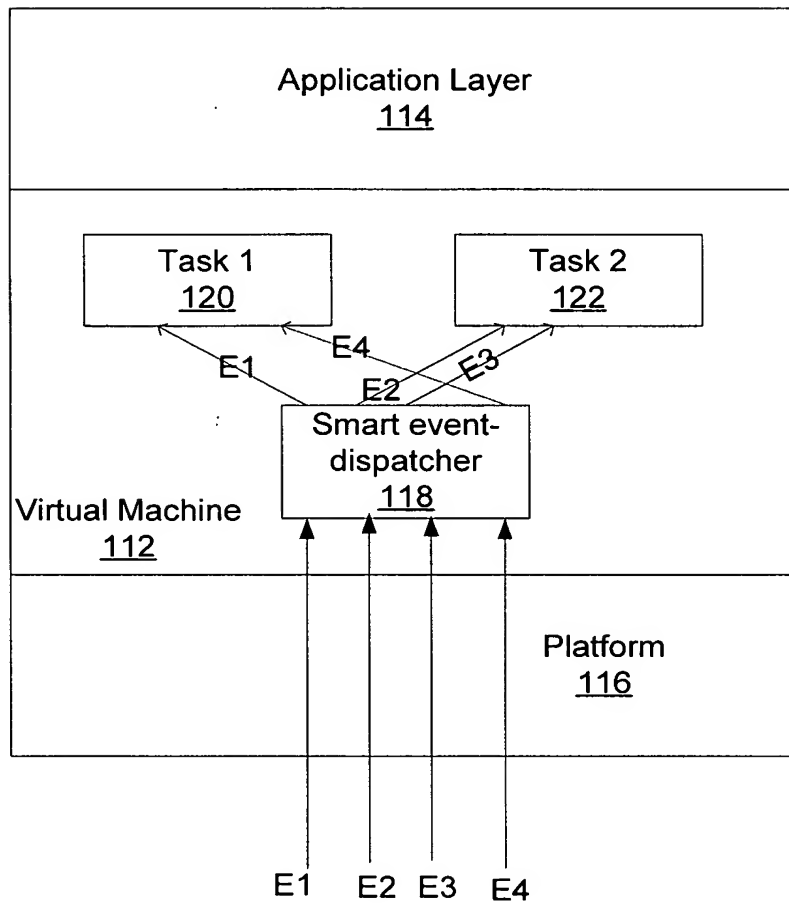 Application Layer
114
Task 1
120
Task 2
122
E1
E4
E2
E3
Smart event-
dispatcher
118
Virtual Machine
112
Platform
116
E1
E2
E3
E4